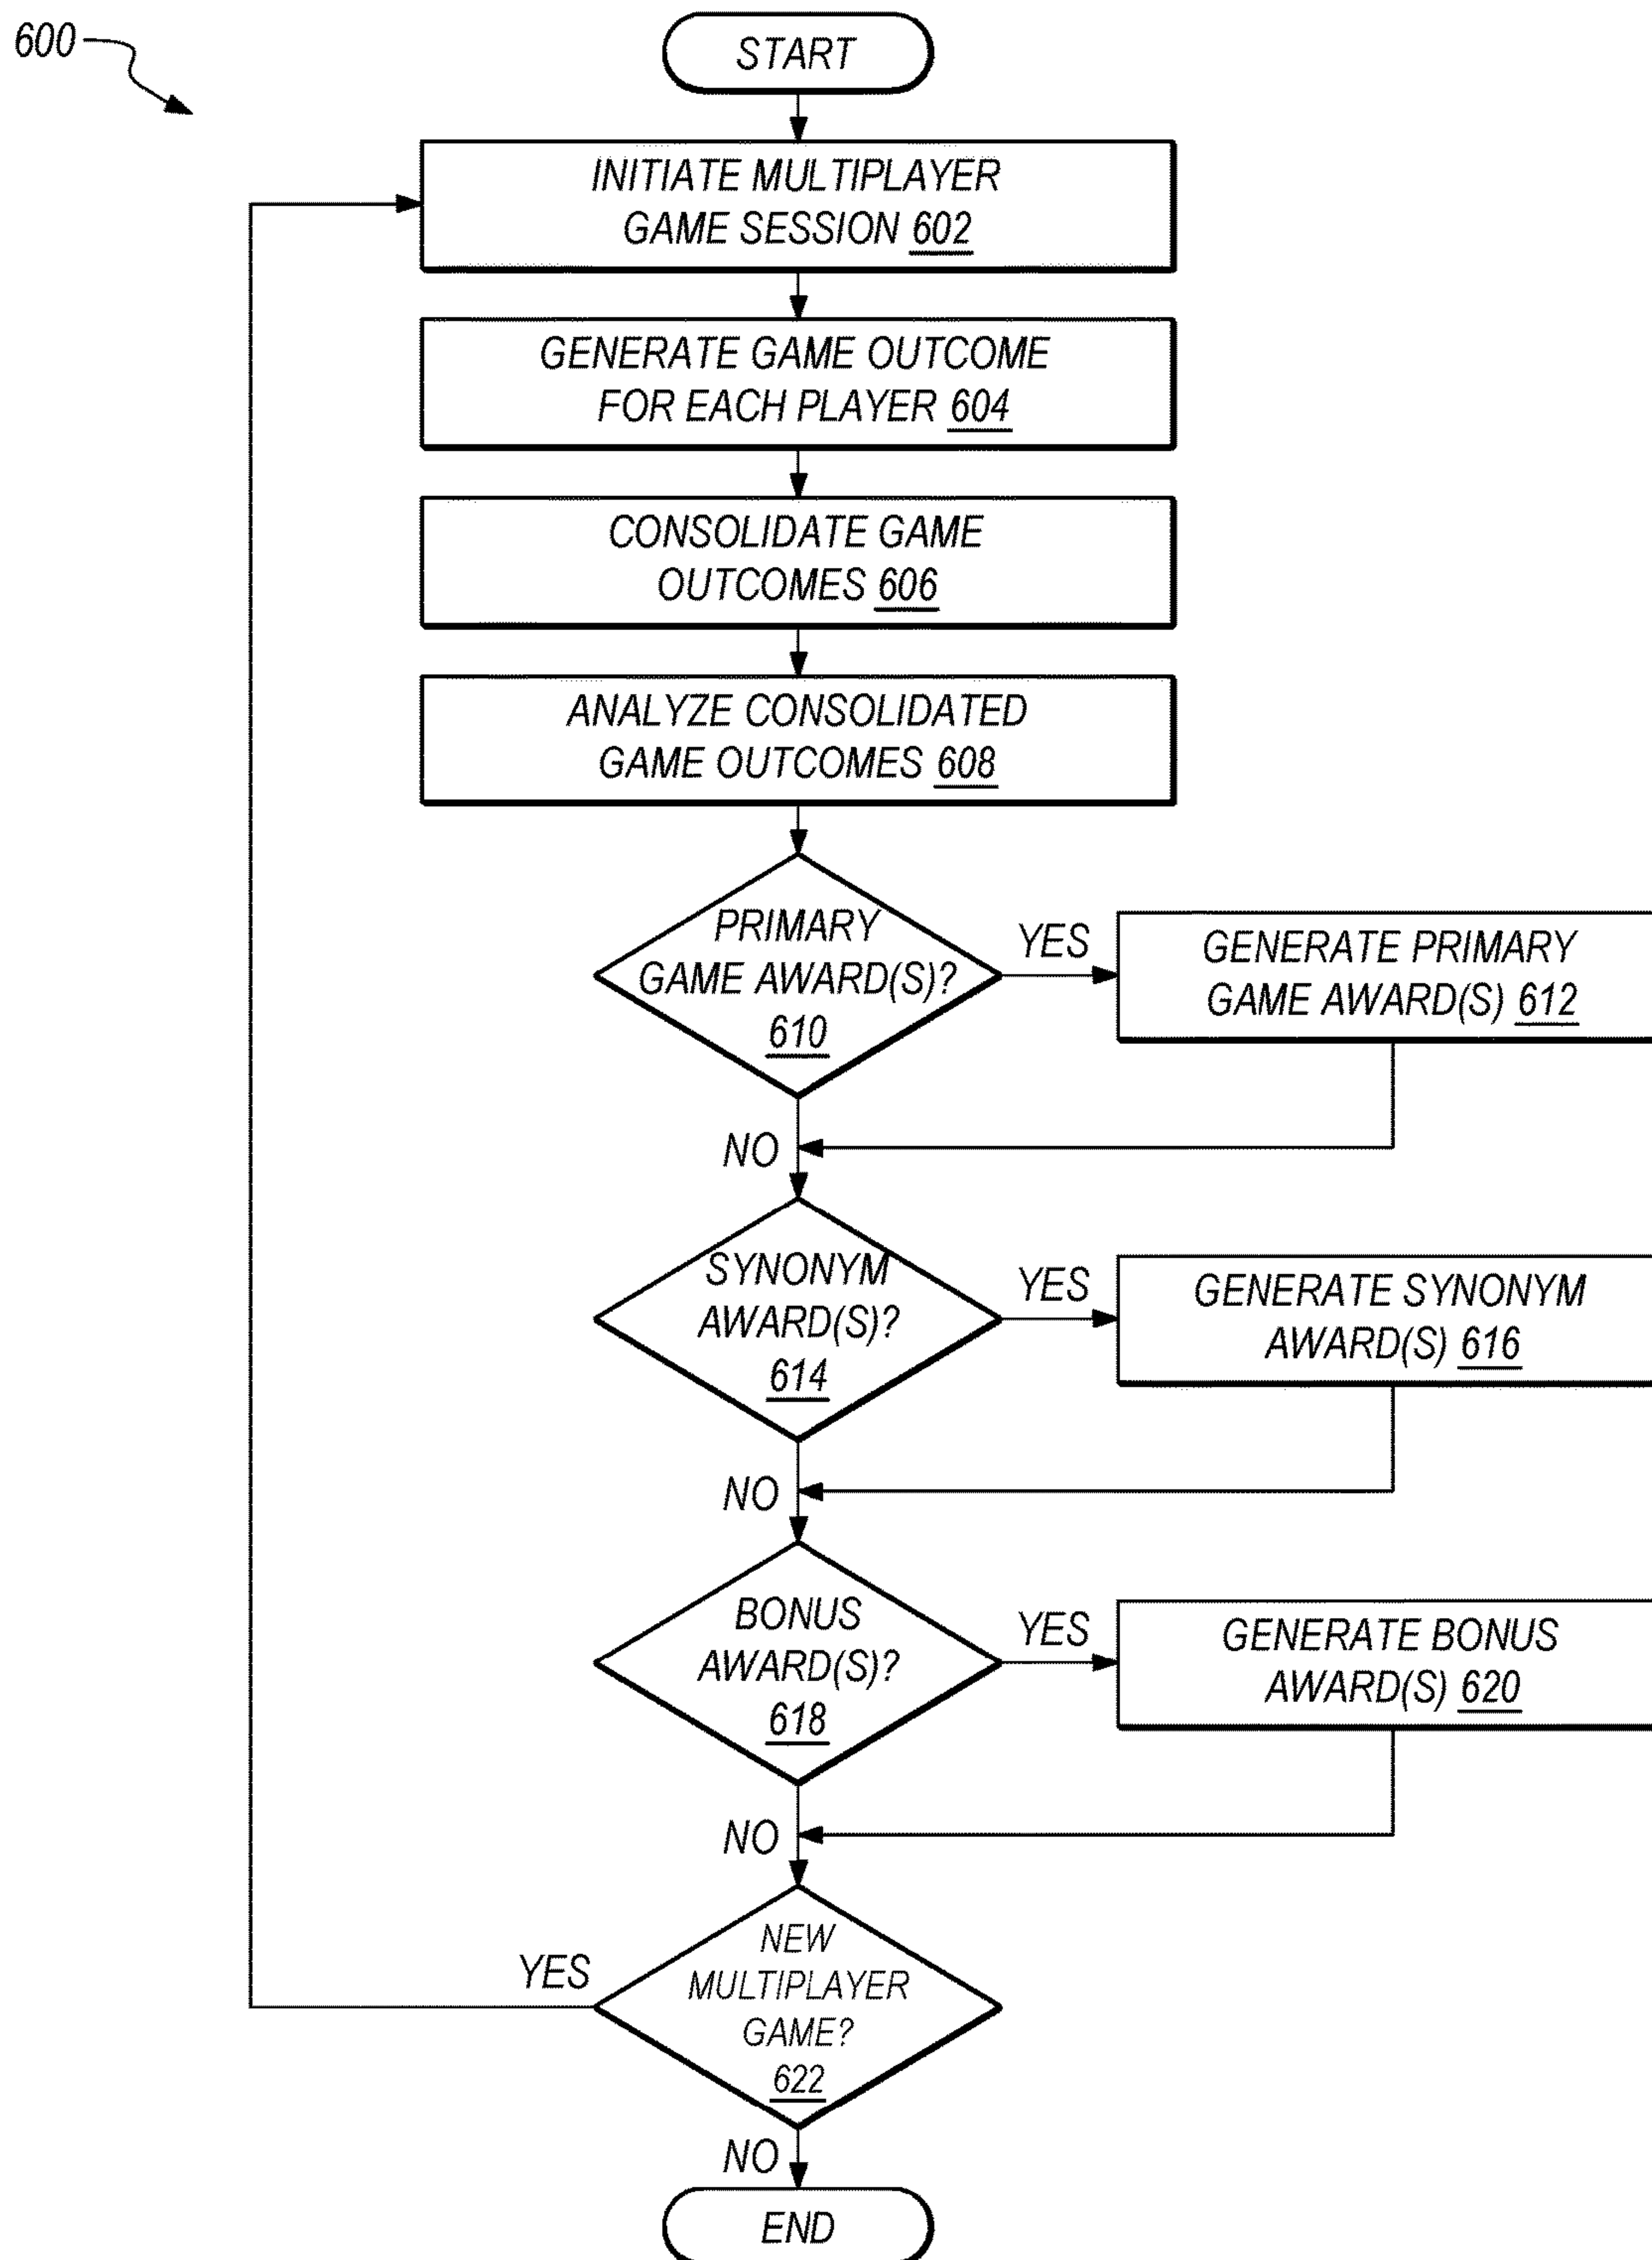 600
START
INITIATE MULTIPLAYER
GAME SESSION 602
GENERATE GAME OUTCOME
FOR EACH PLAYER 604
CONSOLIDATE GAME
OUTCOMES 606
ANALYZE CONSOLIDATED
GAME OUTCOMES 608
PRIMARY
GAME AWARD(S)?
610
YES
GENERATE PRIMARY
GAME AWARD(S) 612
NO
SYNONYM
AWARD(S)?
614
YES
GENERATE SYNONYM
AWARD(S) 616
NO
BONUS
AWARD(S)?
618
YES
GENERATE BONUS
AWARD(S) 620
NO
NEW
MULTIPLAYER
GAME?
622
YES
NO
END